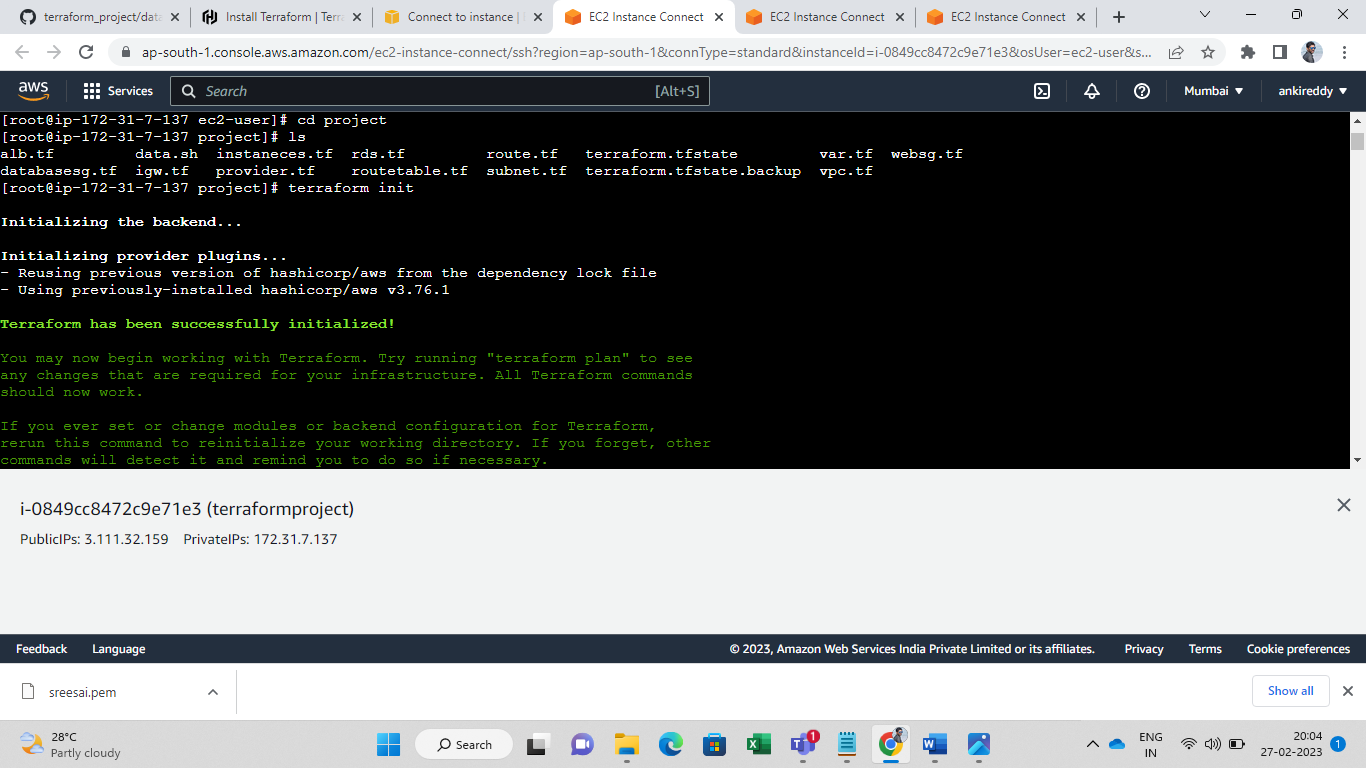 terraform_project/data
Install Terraform | Terra
Connect to instance |
EC2 Instance Connect
EC2 Instance Connect
EC2 Instance Connect
ap-south-1.console.aws.amazon.com/ec2-instance-connect/ssh?region=ap-south-1&connType=standard&instanceId=i-0849cc8472c9e71e3&osUser=ec2-user&s...
aws Services Search [Alt+S] Mumbai ankireddy
[root@ip-172-31-7-137 ec2-user]# cd project
[root@ip-172-31-7-137 project]# ls
alb.tf data.sh instaneces.tf rds.tf route.tf terraform.tfstate var.tf websg.tf
databasesg.tf igw.tf provider.tf routetable.tf subnet.tf terraform.tfstate.backup vpc.tf
[root@ip-172-31-7-137 project]# terraform init
Initializing the backend...
Initializing provider plugins...
- Reusing previous version of hashicorp/aws from the dependency lock file
- Using previously-installed hashicorp/aws v3.76.1
Terraform has been successfully initialized!
You may now begin working with Terraform. Try running "terraform plan" to see
any changes that are required for your infrastructure. All Terraform commands
should now work.
If you ever set or change modules or backend configuration for Terraform,
rerun this command to reinitialize your working directory. If you forget, other
commands will detect it and remind you to do so if necessary.
i-0849cc8472c9e71e3 (terraformproject)
PublicIPs: 3.111.32.159 PrivateIPs: 172.31.7.137
Feedback Language © 2023, Amazon Web Services India Private Limited or its affiliates. Privacy Terms Cookie preferences
sreesai.pem Show all
28°C
Partly cloudy
Search
1
ENG
IN
20:04
27-02-2023
1